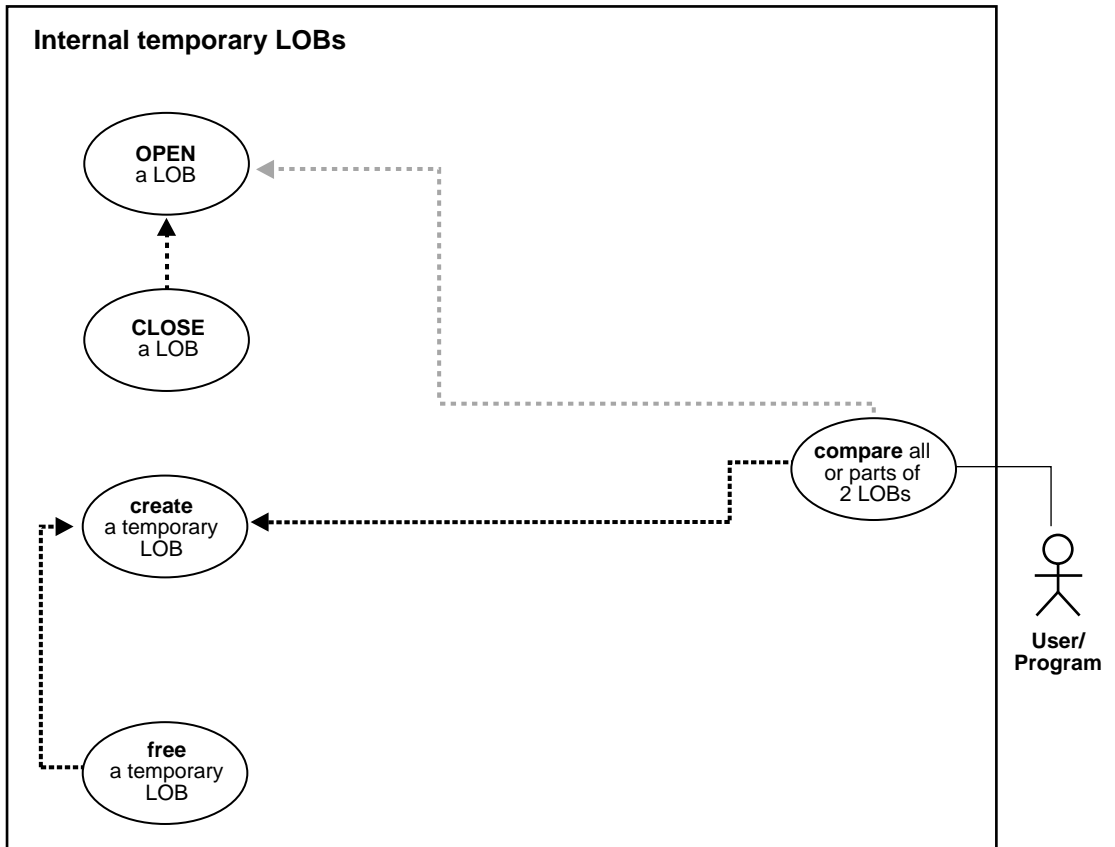 Internal temporary LOBs
OPEN
a LOB
CLOSE
a LOB
compare all
or parts of
2 LOBs
create
a temporary
LOB
User/
Program
free
a temporary
LOB